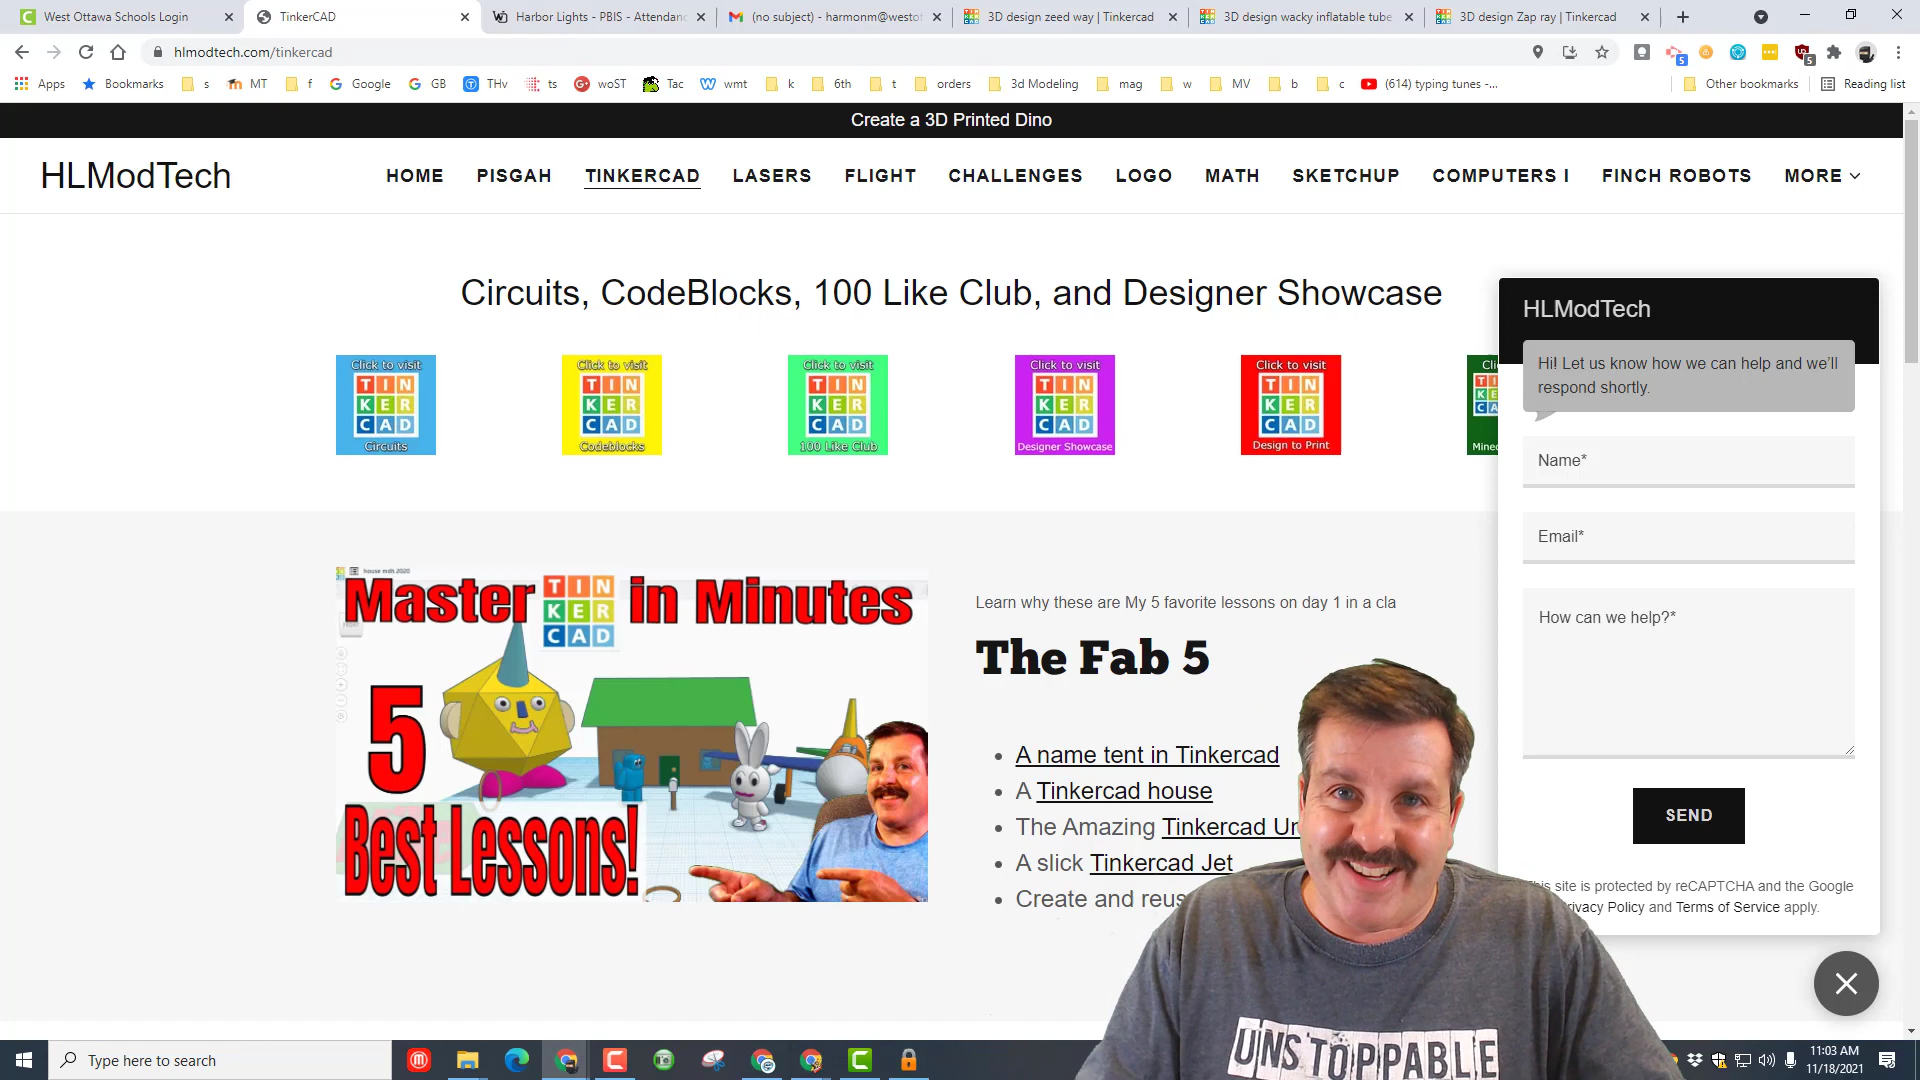 West Ottawa Schools Login
TinkerCAD
Harbor Lights - PBIS - Attendanc
(no subject) - harmonm@westot
3D design zeed way | Tinkercad
3D design wacky inflatable tube
3D design Zap ray | Tinkercad
hlmodtech.com/tinkercad
5
5
Apps Bookmarks s MT f Google GB THv ts woST Tac wmt k 6th t orders 3d Modeling mag w MV b c (614) typing tunes -... Other bookmarks Reading list
Create a 3D Printed Dino
HLModTech
HOME PISGAH TINKERCAD LASERS FLIGHT CHALLENGES LOGO MATH SKETCHUP COMPUTERS I FINCH ROBOTS MORE
Circuits, CodeBlocks, 100 Like Club, and Designer Showcase
Click to visit
TIN
KER
CAD
Circuits
Click to visit
TIN
KER
CAD
Codeblocks
Click to visit
TIN
KER
CAD
100 Like Club
Click to visit
TIN
KER
CAD
Designer Showcase
Click to visit
TIN
KER
CAD
Design to Print
HLModTech
Hi! Let us know how we can help and we'll
respond shortly.
Name*
Email*
How can we help?*
SEND
site is protected by reCAPTCHA and the Google
Policy and Terms of Service apply.
house mdt 2020
Master TIN in Minutes
KER
CAD
5
Best Lessons!
Learn why these are My 5 favorite lessons on day 1 in a cla
The Fab 5
A name tent in Tinkercad
A Tinkercad house
The Amazing Tinkercad Un
A slick Tinkercad Jet
Create and reus
UNSTOPPABLE
Type here to search
11:03 AM
11/18/2021